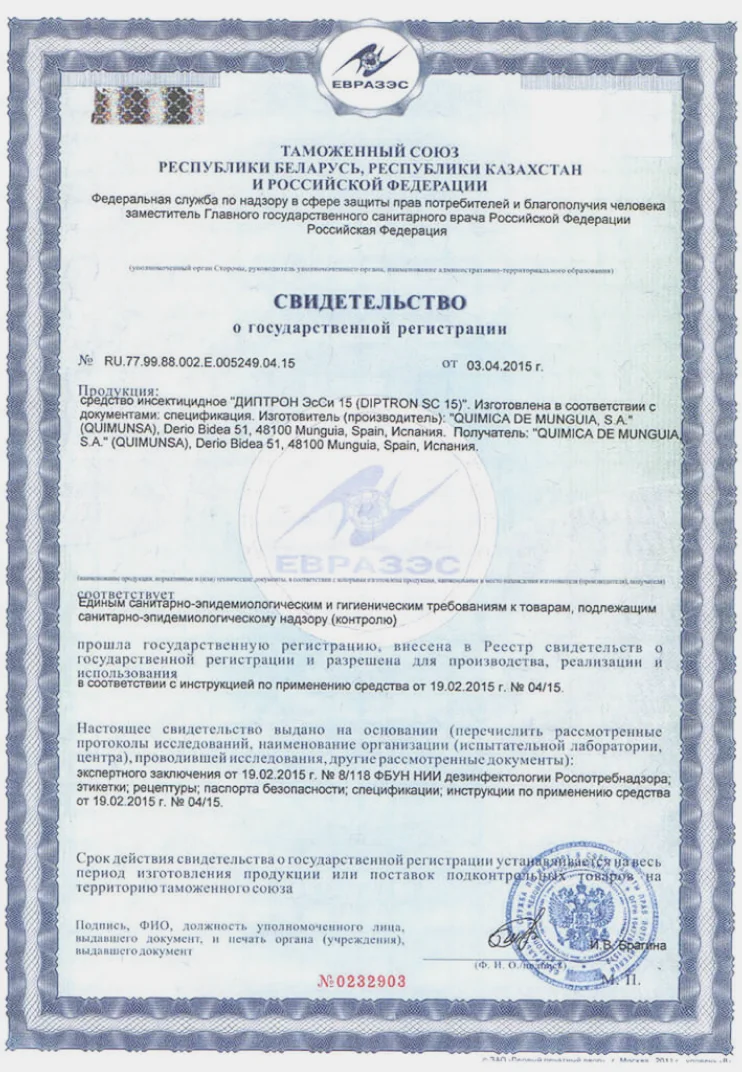 ЕВРАЗЭС
ТАМОЖЕННЫЙ СОЮЗ
РЕСПУБЛИКИ БЕЛАРУСЬ, РЕСПУБЛИКИ КАЗАХСТАН
И РОССИЙСКОЙ ФЕДЕРАЦИИ
Федеральная служба по надзору в сфере защиты прав потребителей и благополучия человека
заместитель Главного государственного санитарного врача Российской Федерации
Российская Федерация
(уполномоченный орган Стороны, руководитель уполномоченного органа, наименование административно-территориального образования)
СВИДЕТЕЛЬСТВО
о государственной регистрации
№ RU.77.99.88.002.Е.005249.04.15 от 03.04.2015 г.
Продукция:
средство инсектицидное "ДИПТРОН ЭсСи 15 (DIPTRON SC 15)". Изготовлена в соответствии с
документами: спецификация. Изготовитель (производитель): "QUIMICA DE MUNGUIA, S.A."
(QUIMUNSA), Derio Bidea 51, 48100 Munguia, Spain, Испания. Получатель: "QUIMICA DE MUNGUIA,
S.A." (QUIMUNSA), Derio Bidea 51, 48100 Munguia, Spain, Испания.
ЕВРАЗЭС
(наименование продукции, нормативные и (или) технические документы, в соответствии с которыми изготовлена продукция, наименование и место нахождения изготовителя (производителя), получателя)
соответствует
Единым санитарно-эпидемиологическим и гигиеническим требованиям к товарам, подлежащим
санитарно-эпидемиологическому надзору (контролю)
прошла государственную регистрацию, внесена в Реестр свидетельств о
государственной регистрации и разрешена для производства, реализации и
использования
в соответствии с инструкцией по применению средства от 19.02.2015 г. № 04/15.
Настоящее свидетельство выдано на основании (перечислить рассмотренные
протоколы исследований, наименование организации (испытательной лаборатории,
центра), проводившей исследования, другие рассмотренные документы):
экспертного заключения от 19.02.2015 г. № 8/118 ФБУН НИИ дезинфектологии Роспотребнадзора;
этикетки; рецептуры; паспорта безопасности; спецификации; инструкции по применению средства
от 19.02.2015 г. № 04/15.
Срок действия свидетельства о государственной регистрации устанавливается на весь
период изготовления продукции или поставок подконтрольных товаров на
территорию таможенного союза
Подпись, ФИО, должность уполномоченного лица,
выдавшего документ, и печать органа (учреждения),
выдавшего документ
И.В. Брагина
(Ф. И. О./подпись)
М. П.
№0232903